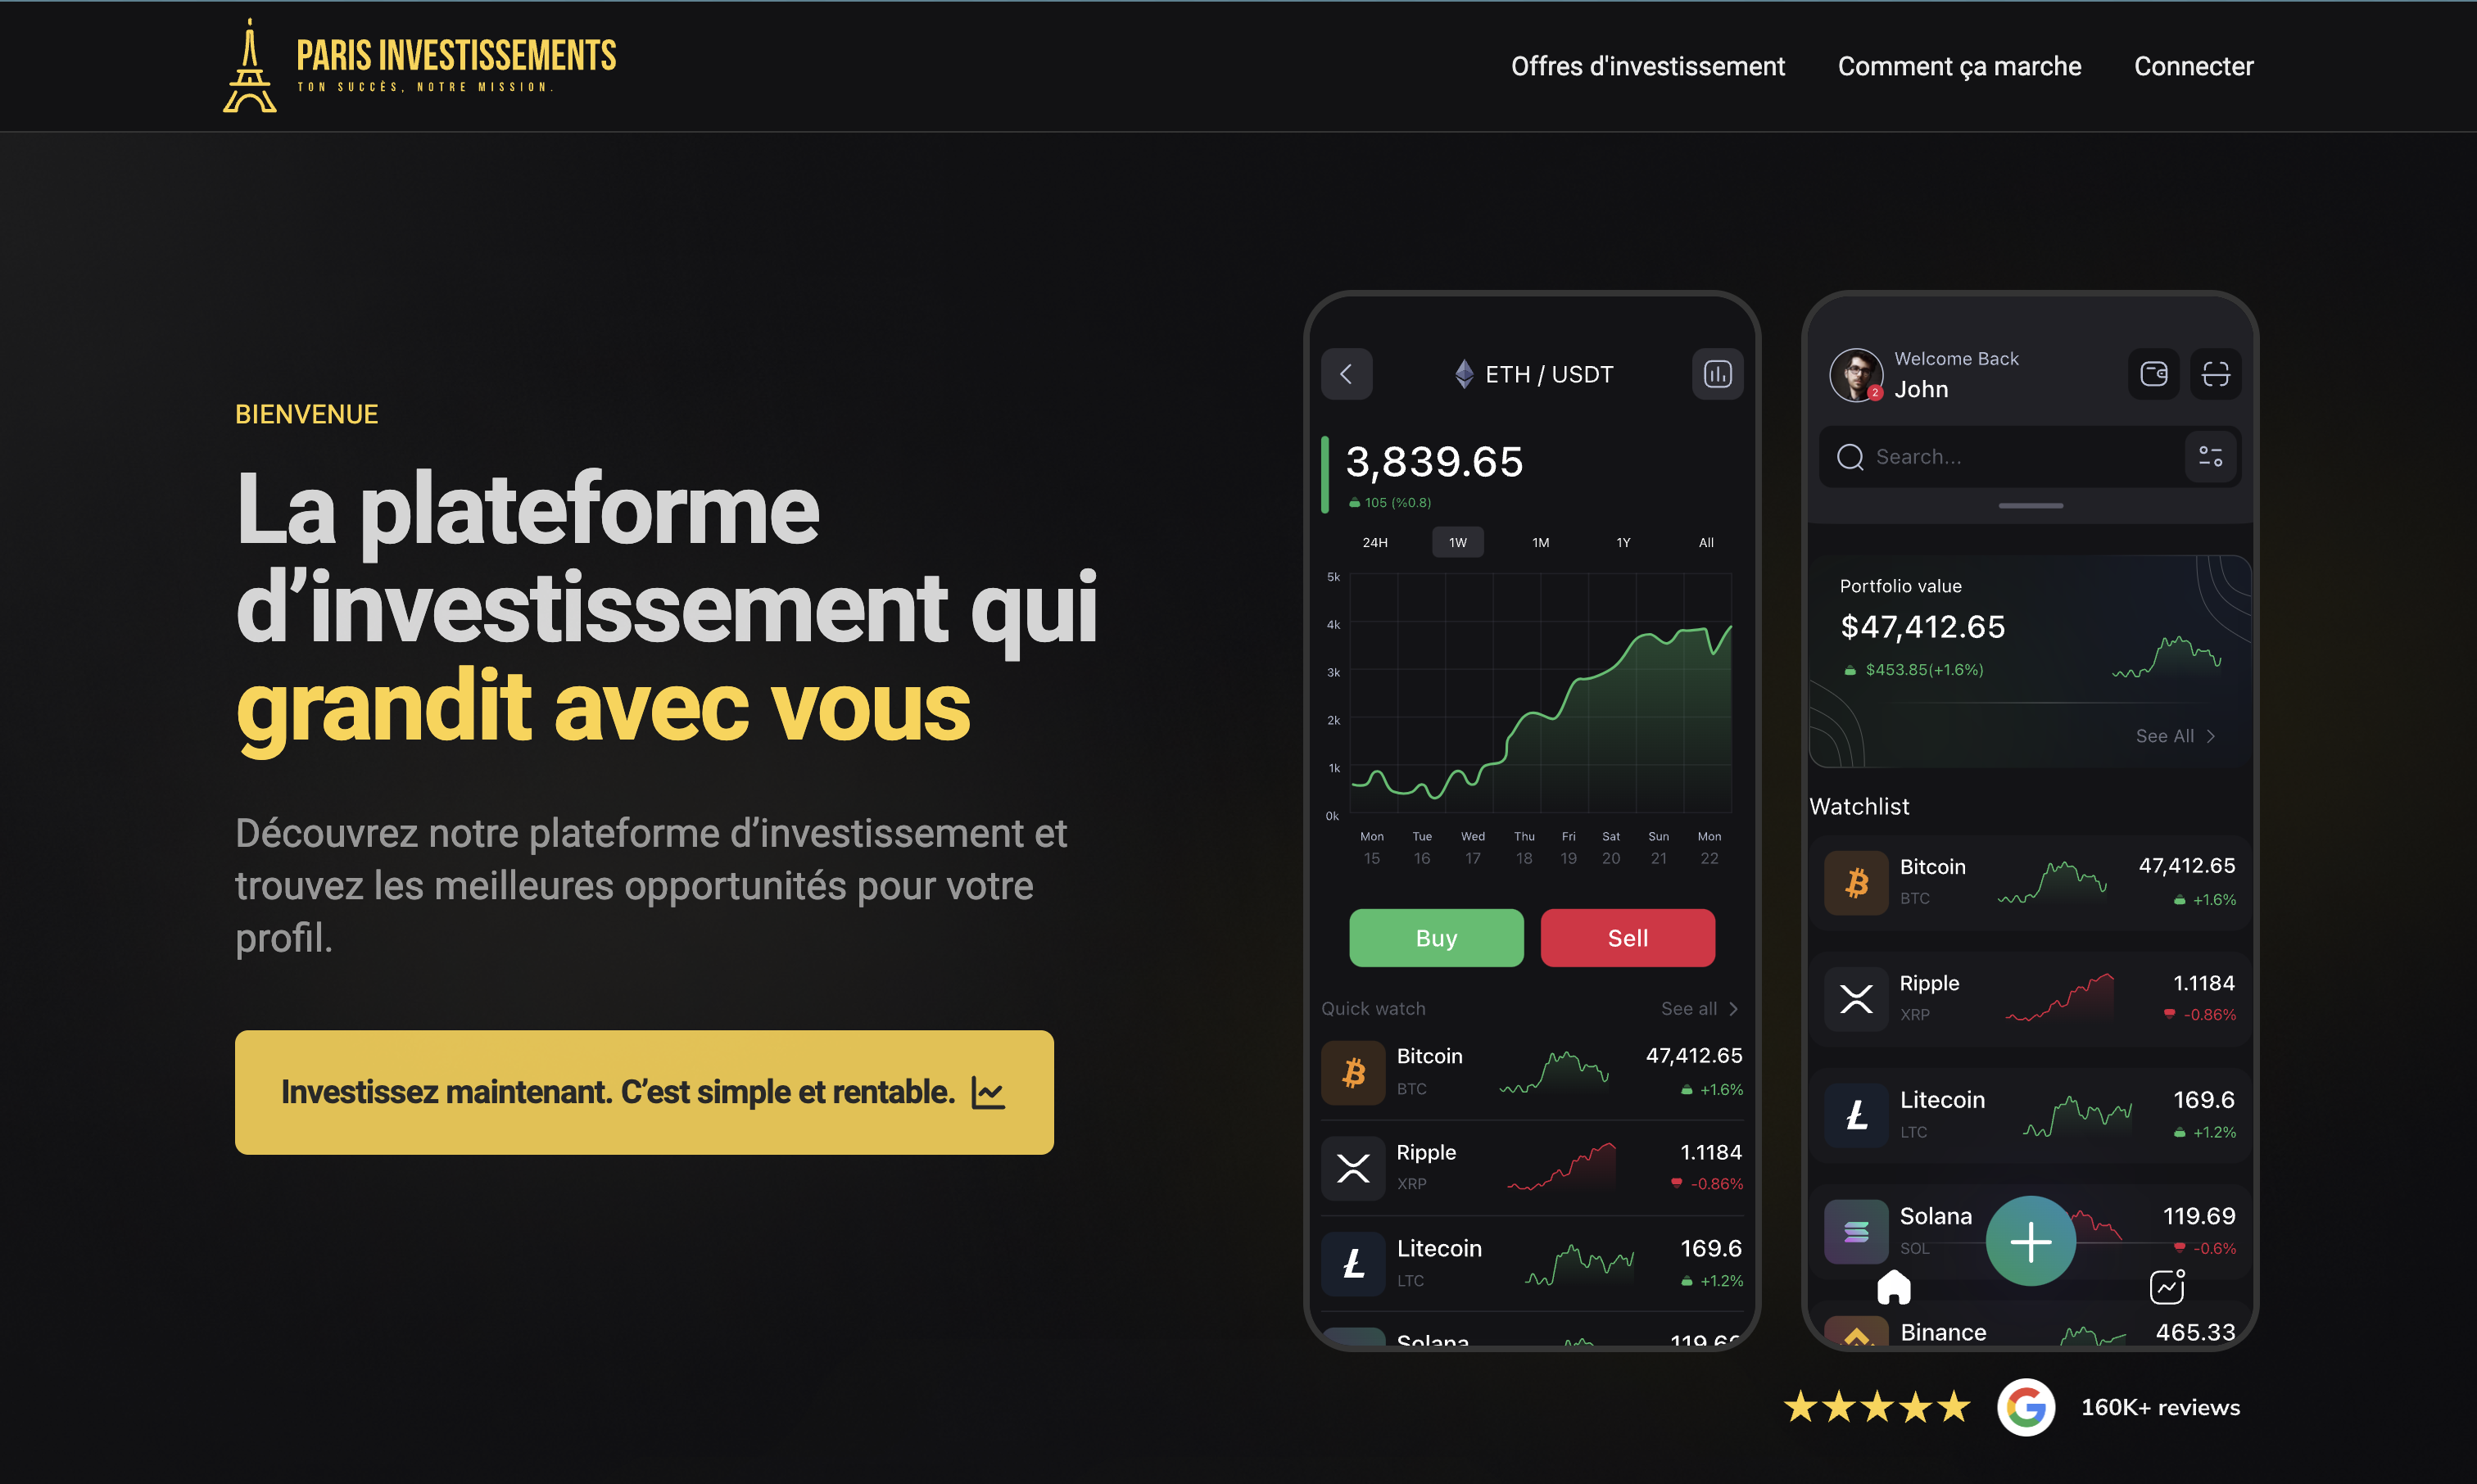 PARIS INVESTISSEMENTS
TON SUCCÈS, NOTRE MISSION.
Offres d'investissement
Comment ça marche
Connecter
BIENVENUE
La plateforme
d’investissement qui
grandit avec vous
Découvrez notre plateforme d’investissement et
trouvez les meilleures opportunités pour votre
profil.
Investissez maintenant. C’est simple et rentable.
ETH / USDT
3,839.65
105 (%0.8)
24H 1W 1M 1Y All
5k
4k
3k
2k
1k
0k
Mon Tue Wed Thu Fri Sat Sun Mon
15 16 17 18 19 20 21 22
Buy Sell
Quick watch See all
Bitcoin 47,412.65
BTC +1.6%
Ripple 1.1184
XRP -0.86%
Litecoin 169.6
LTC +1.2%
Solana 119.69
Welcome Back
John
2
Search...
Portfolio value
$47,412.65
$453.85(+1.6%)
See All
Watchlist
Bitcoin 47,412.65
BTC +1.6%
Ripple 1.1184
XRP -0.86%
Litecoin 169.6
LTC +1.2%
Solana 119.69
SOL -0.6%
Binance 465.33
160K+ reviews